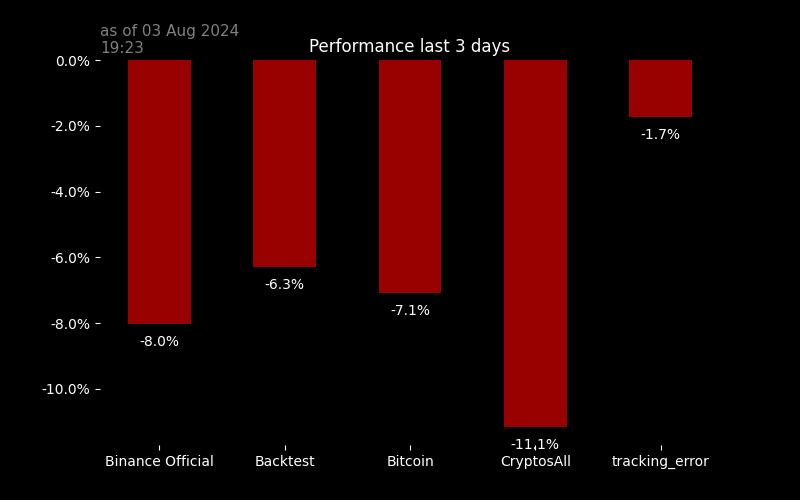 as of 03 Aug 2024
19:23
Performance last 3 days
0.0%
-2.0%
-4.0%
-6.0%
-8.0%
-10.0%
-8.0%
-6.3%
-7.1%
-11.1%
-1.7%
Binance Official
Backtest
Bitcoin
CryptosAll
tracking_error